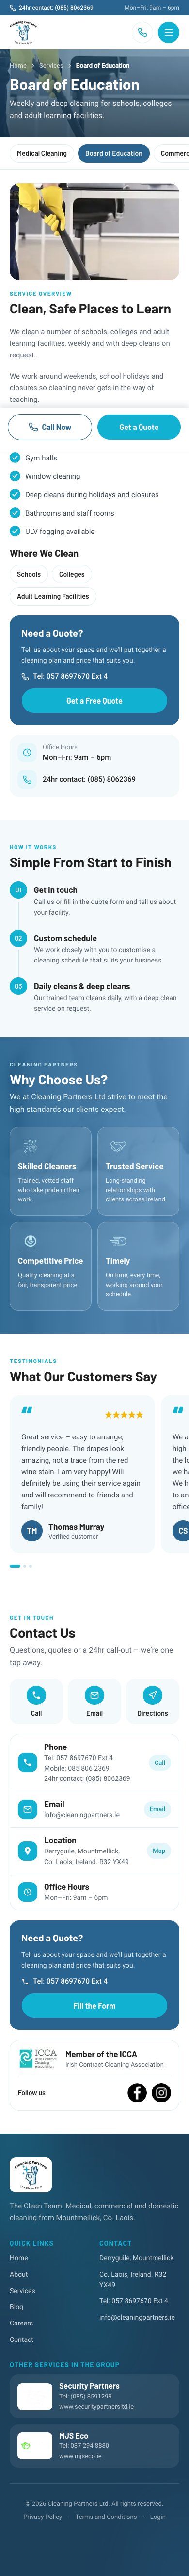 24hr contact: (085) 8062369
Mon–Fri: 9am – 6pm
Cleaning Partners
Home > Services > Board of Education
Board of Education
Weekly and deep cleaning for schools, colleges
and adult learning facilities.
Medical Cleaning
Board of Education
Commerc
SERVICE OVERVIEW
Clean, Safe Places to Learn
We clean a number of schools, colleges and adult
learning facilities, weekly and with deep cleans on
request.
We work around weekends, school holidays and
closures so cleaning never gets in the way of
teaching.
Call Now
Get a Quote
Gym halls
Window cleaning
Deep cleans during holidays and closures
Bathrooms and staff rooms
ULV fogging available
Where We Clean
Schools
Colleges
Adult Learning Facilities
Need a Quote?
Tell us about your space and we'll put together a
cleaning plan and price that suits you.
Tel: 057 8697670 Ext 4
Get a Free Quote
Office Hours
Mon–Fri: 9am – 6pm
24hr contact: (085) 8062369
HOW IT WORKS
Simple From Start to Finish
01
Get in touch
Call us or fill in the quote form and tell us about
your facility.
02
Custom schedule
We work closely with you to customise a
cleaning schedule that suits your business.
03
Daily cleans & deep cleans
Our trained team cleans daily, with a deep clean
service on request.
CLEANING PARTNERS
Why Choose Us?
We at Cleaning Partners Ltd strive to meet the
high standards our clients expect.
Skilled Cleaners
Trained, vetted staff
who take pride in their
work.
Trusted Service
Long-standing
relationships with
clients across Ireland.
Competitive Price
Quality cleaning at a
fair, transparent price.
Timely
On time, every time,
working around your
schedule.
TESTIMONIALS
What Our Customers Say
Great service – easy to arrange,
friendly people. The drapes look
amazing, not a trace from the red
wine stain. I am very happy! Will
definitely be using their service again
and will recommend to friends and
family!
TM
Thomas Murray
Verified customer
We a
high s
the lo
we ha
We h
to an
office
CS
GET IN TOUCH
Contact Us
Questions, quotes or a 24hr call-out – we're one
tap away.
Call
Email
Directions
Phone
Tel: 057 8697670 Ext 4
Mobile: 085 806 2369
24hr contact: (085) 8062369
Call
Email
info@cleaningpartners.ie
Email
Location
Derryguile, Mountmellick,
Co. Laois, Ireland. R32 YX49
Map
Office Hours
Mon–Fri: 9am – 6pm
Need a Quote?
Tell us about your space and we'll put together a
cleaning plan and price that suits you.
Tel: 057 8697670 Ext 4
Fill the Form
ICCA
Irish Contract
Cleaning
Association
Member of the ICCA
Irish Contract Cleaning Association
Follow us
Cleaning Partners
The Clean Team. Medical, commercial and domestic
cleaning from Mountmellick, Co. Laois.
QUICK LINKS
Home
About
Services
Blog
Careers
Contact
CONTACT
Derryguile, Mountmellick
Co. Laois, Ireland. R32
YX49
Tel: 057 8697670 Ext 4
info@cleaningpartners.ie
OTHER SERVICES IN THE GROUP
Security Partners
Tel: (085) 8591299
www.securitypartnersltd.ie
MJS Eco
Tel: 087 294 8880
www.mjseco.ie
© 2026 Cleaning Partners Ltd. All rights reserved.
Privacy Policy · Terms and Conditions · Login